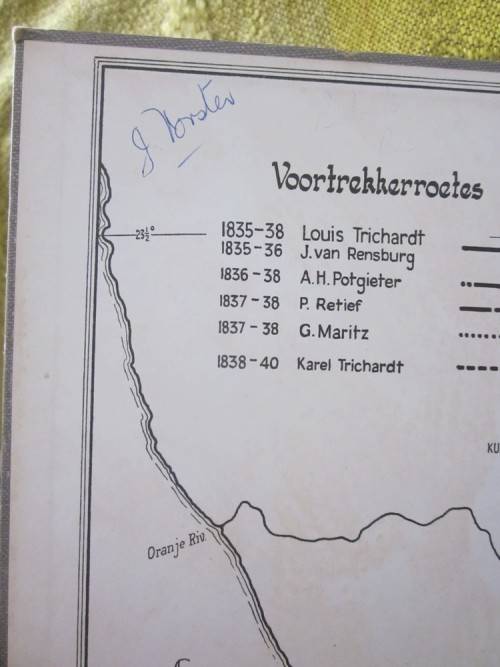 J. Vorster
Voortrekkerroetes
23½°
1835-38 Louis Trichardt
1835-36 J. van Rensburg
1836-38 A.H. Potgieter
1837-38 P. Retief
1837-38 G. Maritz
1838-40 Karel Trichardt
KU
Oranje Riv.